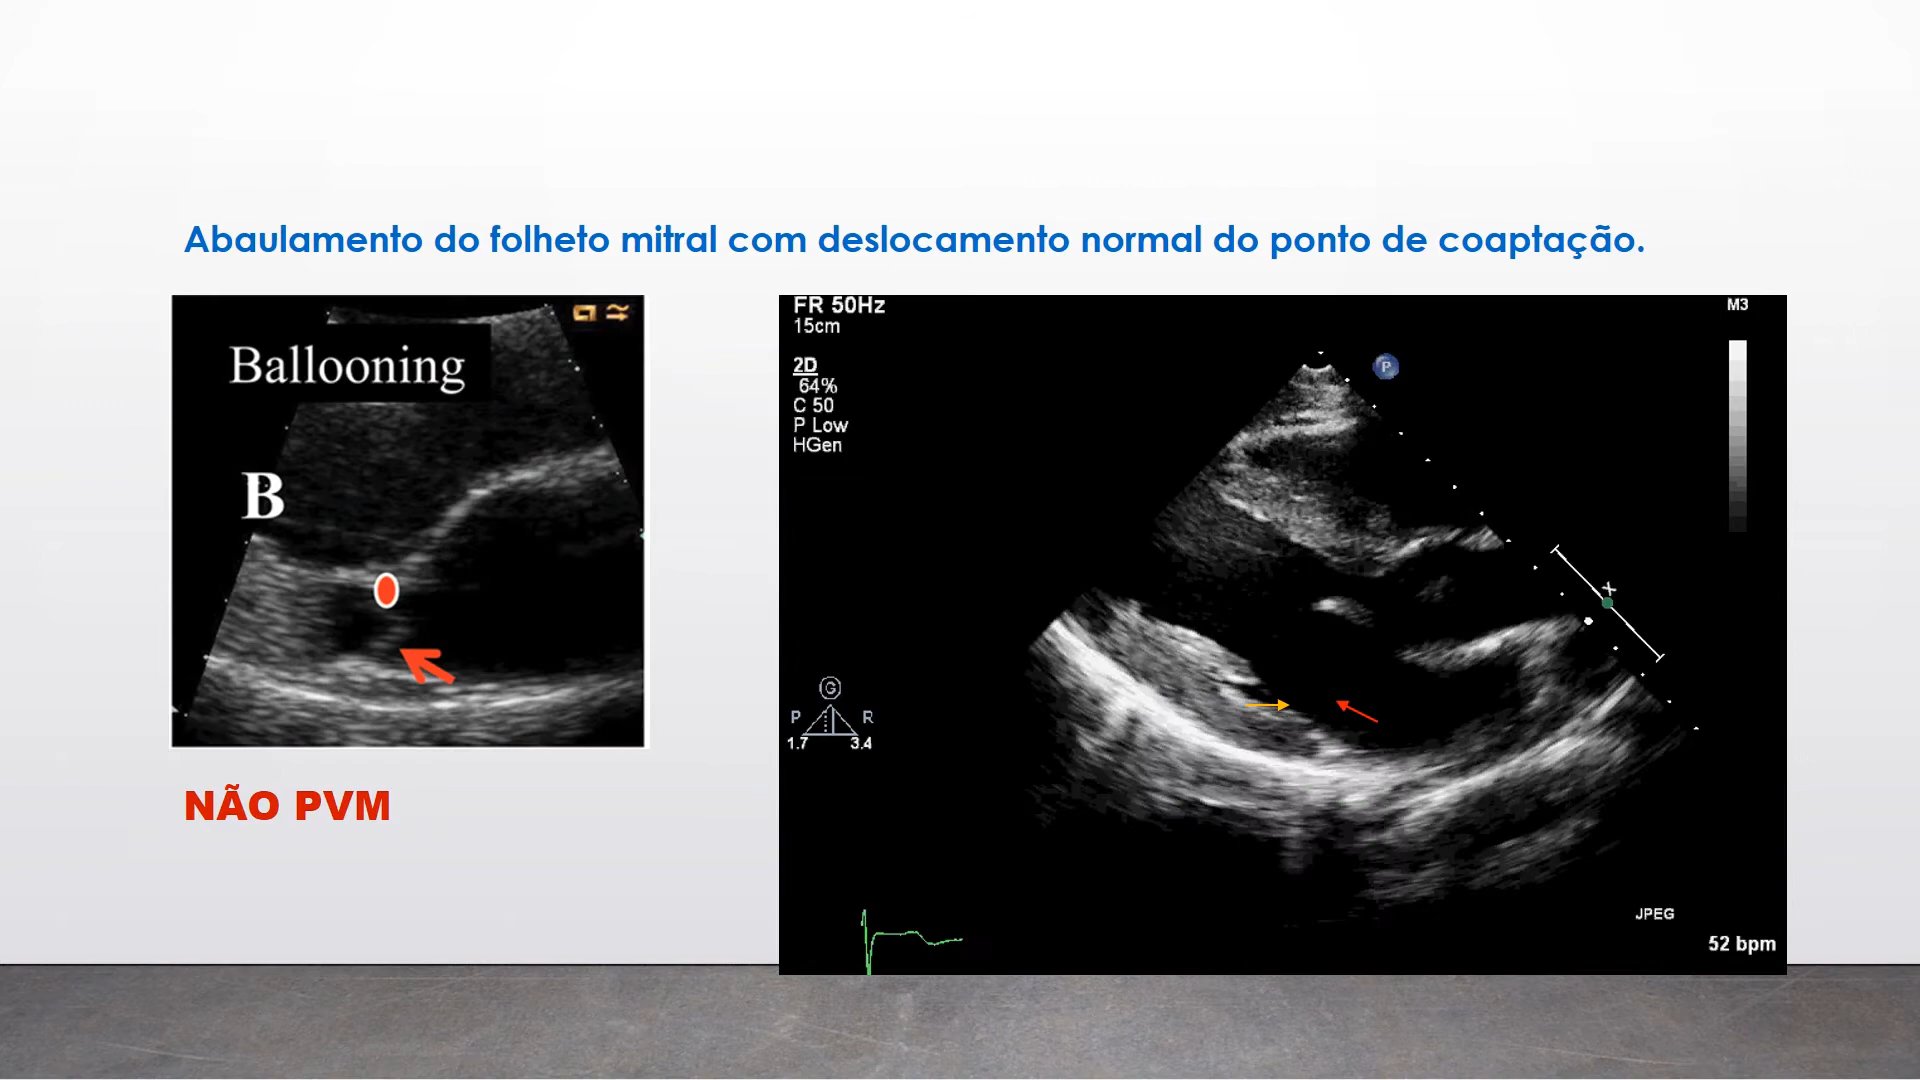 Abaulamento do folheto mitral com deslocamento normal do ponto de coaptação.
Ballooning
B
NÃO PVM
FR 50Hz
15cm
2D
64%
C 50
P Low
HGen
M3
P
G
P R
1.7 3.4
JPEG
52 bpm